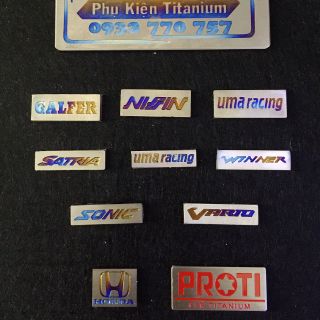 Phụ Kiện Titanium
0933 770 757
GALFER
NISSIN
uma racing
SATRIA
uma racing
WINNER
SONIC
VARIO
HONDA
PROTI
TITANIUM